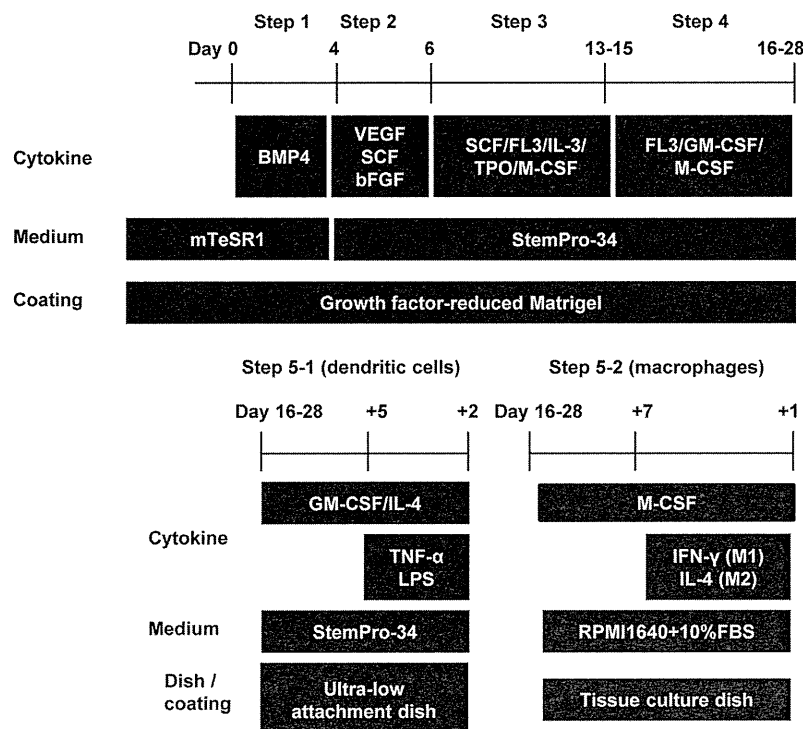 Step 1 Step 2 Step 3 Step 4
Day 0 4 6 13-15 16-28
Cytokine
BMP4
VEGF
SCF
bFGF
SCF/FL3/IL-3/
TPO/M-CSF
FL3/GM-CSF/
M-CSF
Medium
mTeSR1
StemPro-34
Coating
Growth factor-reduced Matrigel
Step 5-1 (dendritic cells)
Day 16-28 +5 +2
Cytokine
GM-CSF/IL-4
TNF-α
LPS
Medium
StemPro-34
Dish /
coating
Ultra-low
attachment dish
Step 5-2 (macrophages)
Day 16-28 +7 +1
M-CSF
IFN-γ (M1)
IL-4 (M2)
RPMI1640+10%FBS
Tissue culture dish